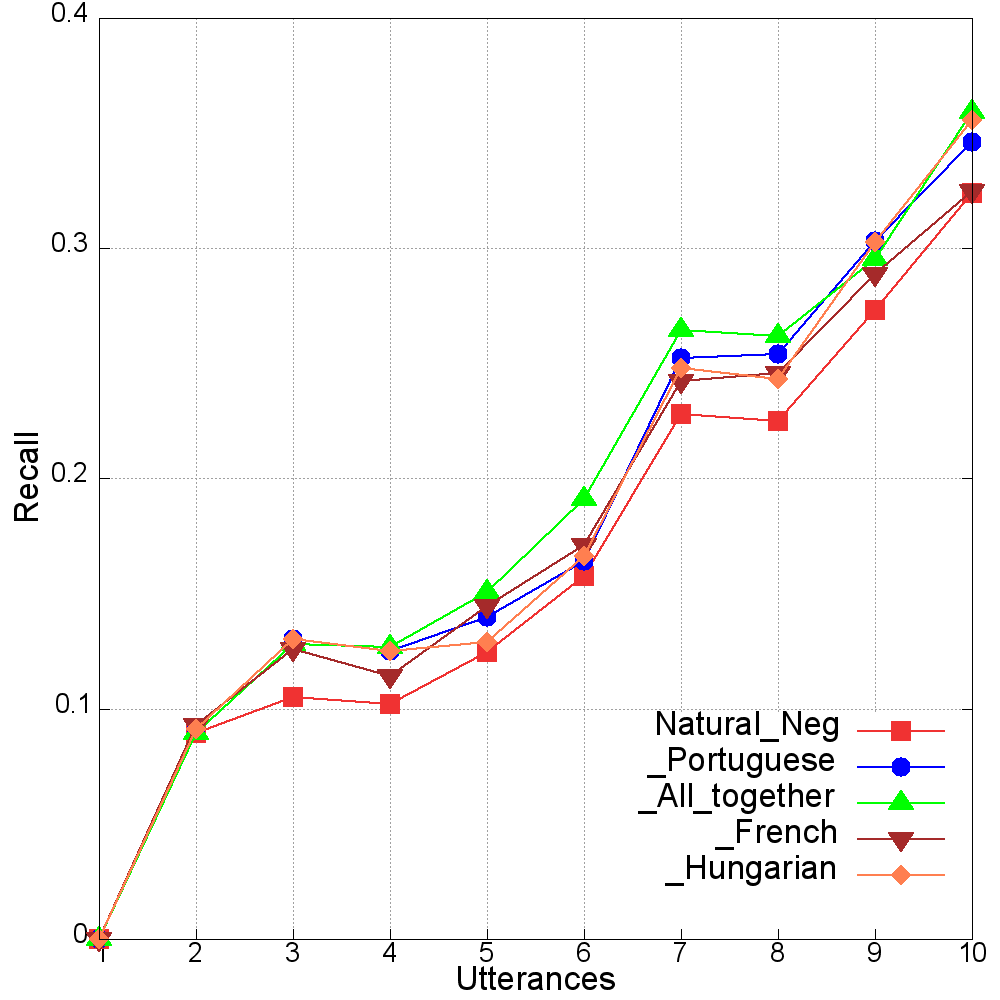 0.4
0.3
0.2
0.1
0
Recall
1 2 3 4 5 6 7 8 9 10
Utterances
Natural_Neg
_Portuguese
_All_together
_French
_Hungarian